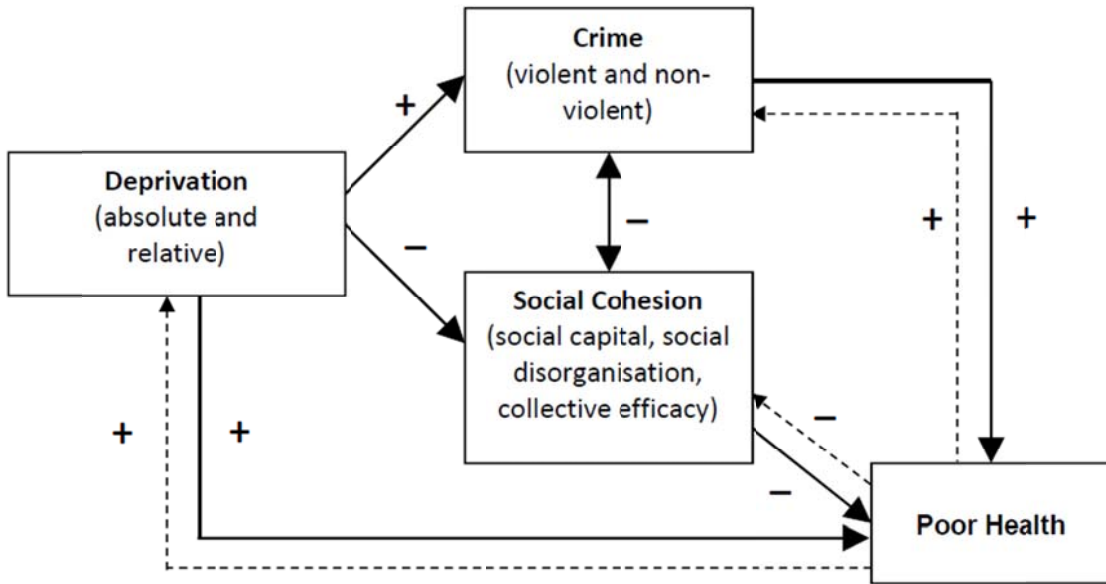 Crime
(violent and non-
violent)
+
Deprivation
(absolute and
relative)
–
–
+
+
Social Cohesion
(social capital, social
disorganisation,
collective efficacy)
+
+
–
–
Poor Health